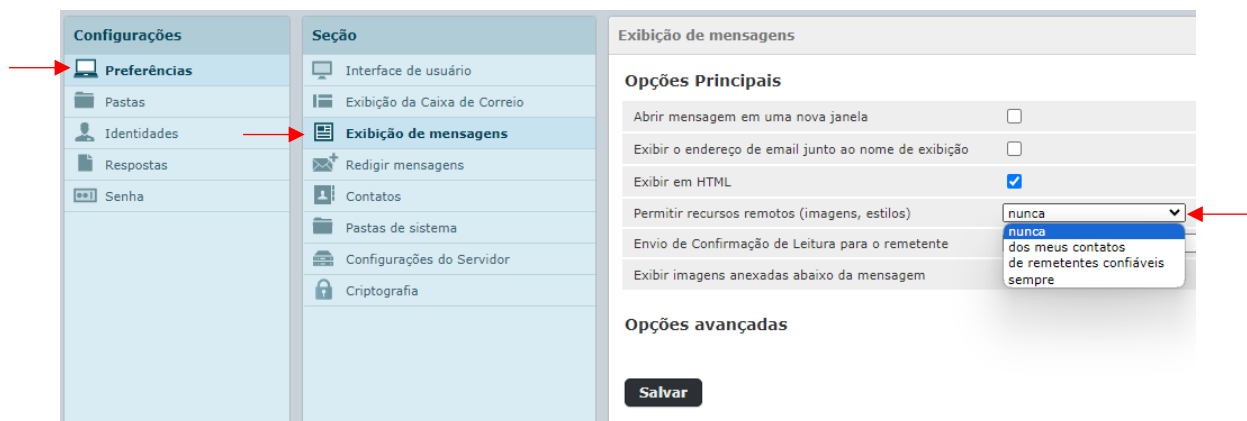 Configurações
Preferências
Pastas
Identidades
Respostas
Senha
Seção
Interface de usuário
Exibição da Caixa de Correio
Exibição de mensagens
Redigir mensagens
Contatos
Pastas de sistema
Configurações do Servidor
Criptografia
Exibição de mensagens
Opções Principais
Abrir mensagem em uma nova janela
Exibir o endereço de email junto ao nome de exibição
Exibir em HTML
Permitir recursos remotos (imagens, estilos)
nunca
nunca
dos meus contatos
de remetentes confiáveis
sempre
Envio de Confirmação de Leitura para o remetente
Exibir imagens anexadas abaixo da mensagem
Opções avançadas
Salvar